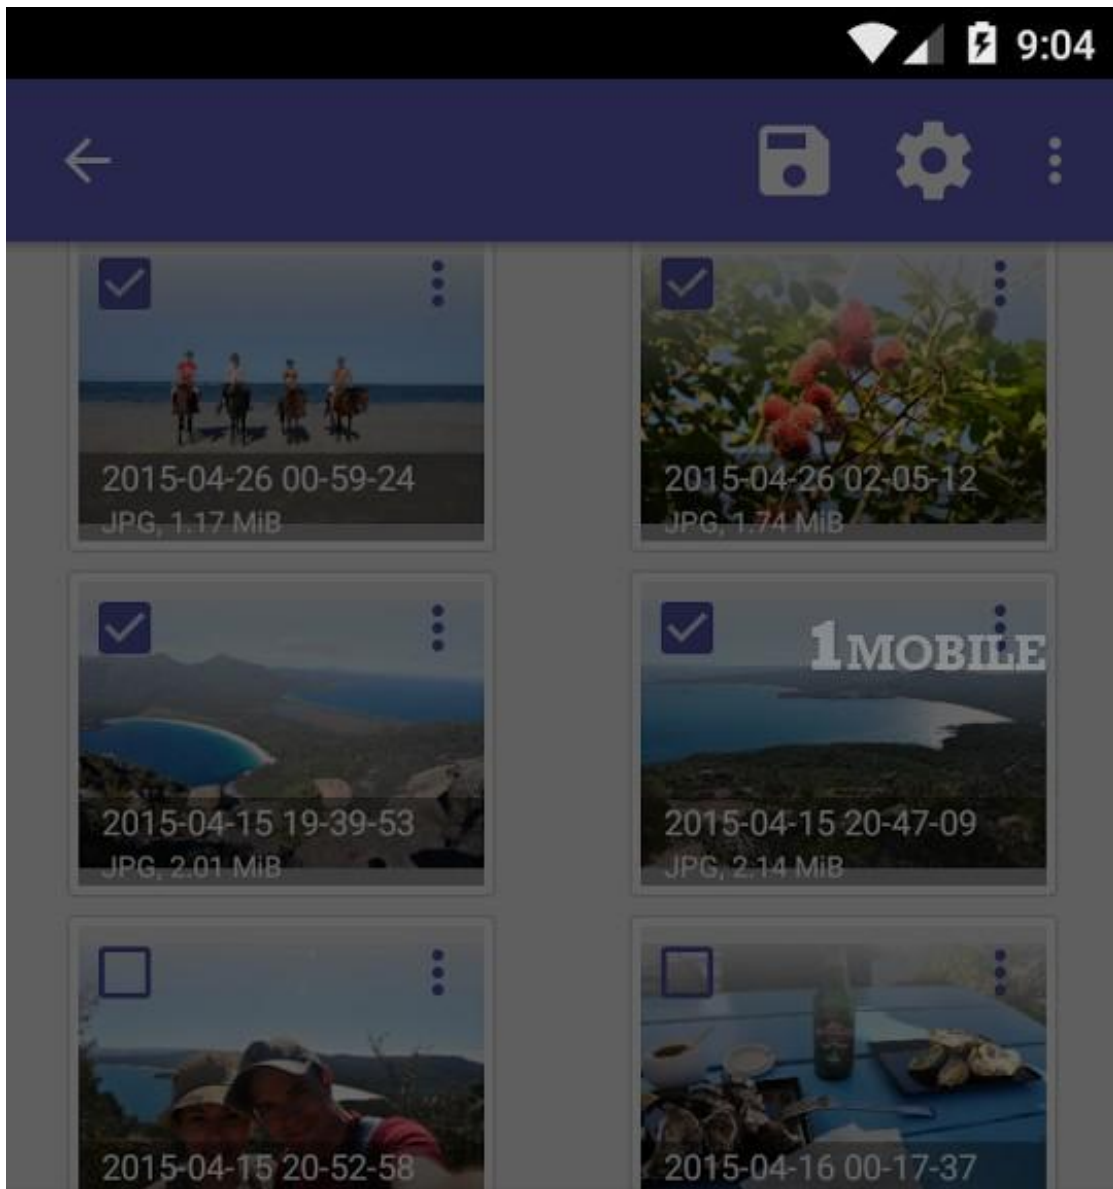 9:04
2015-04-26 00-59-24
JPG, 1.17 MiB
2015-04-26 02-05-12
JPG, 1.74 MiB
1MOBILE
2015-04-15 19-39-53
JPG, 2.01 MiB
2015-04-15 20-47-09
JPG, 2.14 MiB
2015-04-15 20-52-58
2015-04-16 00-17-37